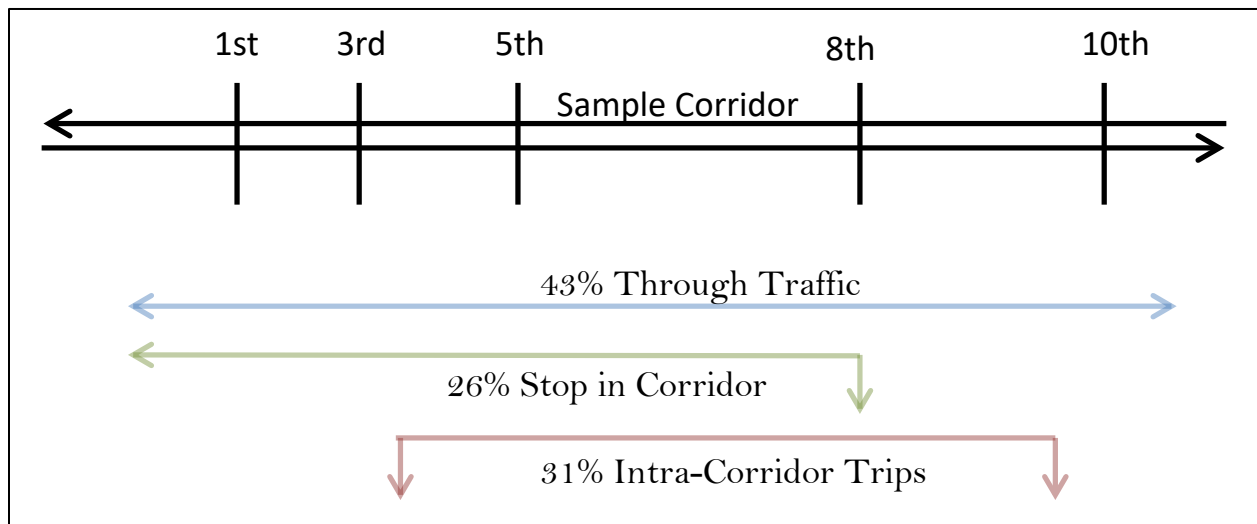 1st 3rd 5th 8th 10th
Sample Corridor
43% Through Traffic
26% Stop in Corridor
31% Intra-Corridor Trips